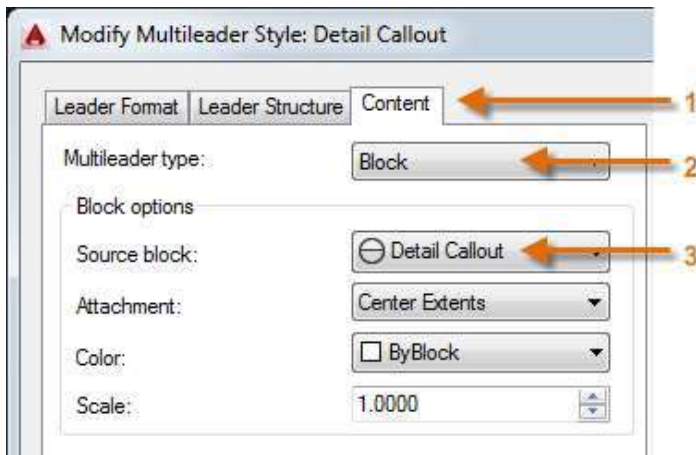 Modify Multileader Style: Detail Callout
Leader Format Leader Structure Content 1
Multileader type: Block 2
Block options
Source block: Detail Callout 3
Attachment: Center Extents
Color: ByBlock
Scale: 1.0000